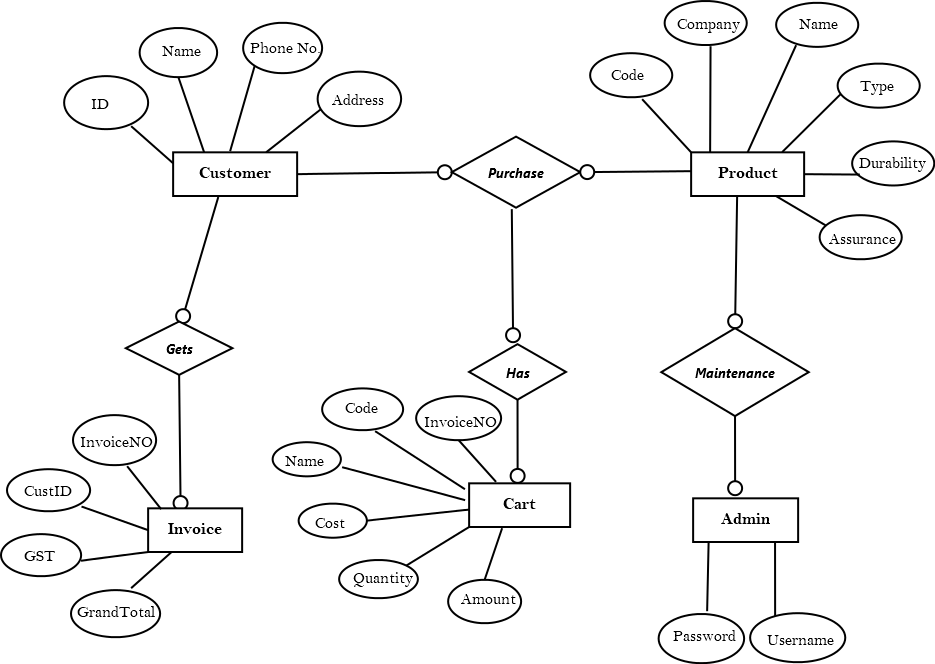 Company
Name
Phone No.
Name
Code
Type
ID
Address
Customer
Purchase
Product
Durability
Assurance
Gets
Has
Maintenance
Code
InvoiceNO
InvoiceNO
Name
CustID
Cart
Cost
Invoice
Admin
GST
Quantity
Amount
GrandTotal
Password
Username